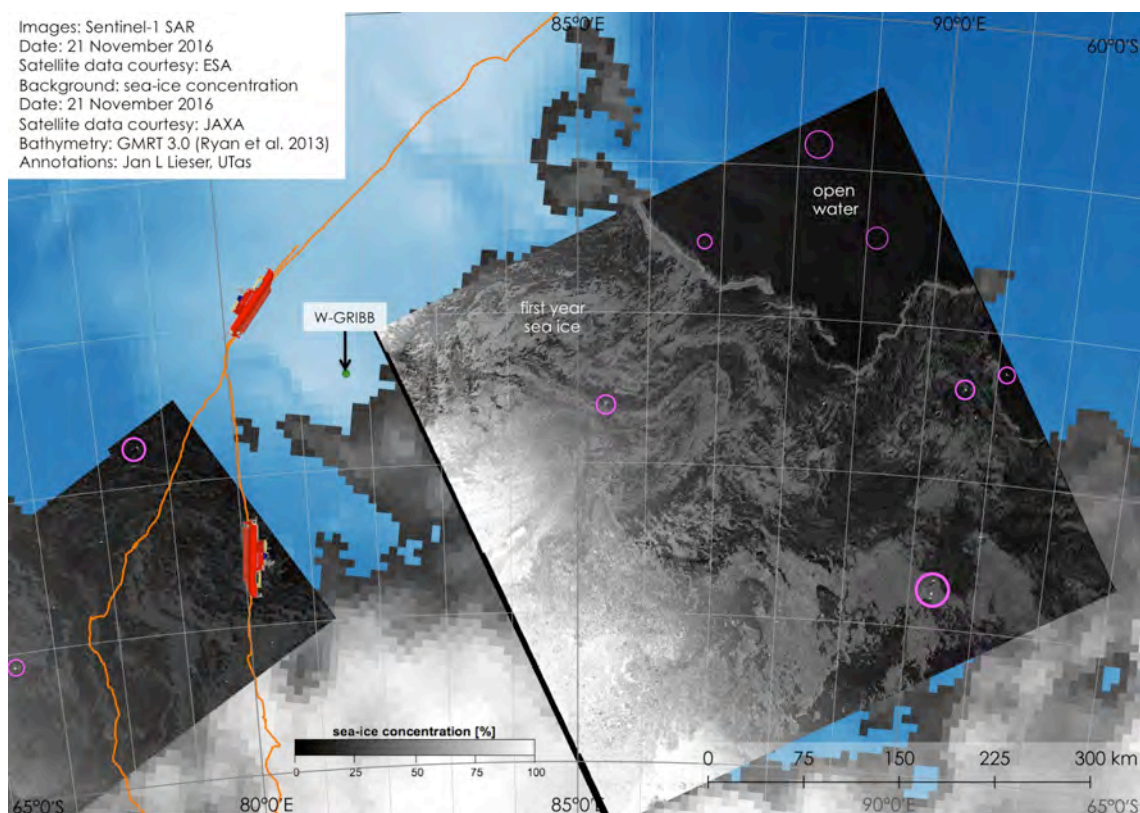 Images: Sentinel-1 SAR
Date: 21 November 2016
Satellite data courtesy: ESA
Background: sea-ice concentration
Date: 21 November 2016
Satellite data courtesy: JAXA
Bathymetry: GMRT 3.0 (Ryan et al. 2013)
Annotations: Jan L Lieser, UTas
85°0'E
90°0'E
60°0'S
open
water
W-GRIBB
first year
sea ice
sea-ice concentration [%]
0 25 50 75 100
0 75 150 225 300 km
65°0'S
80°0'E
85°0'E
90°0'E
65°0'S